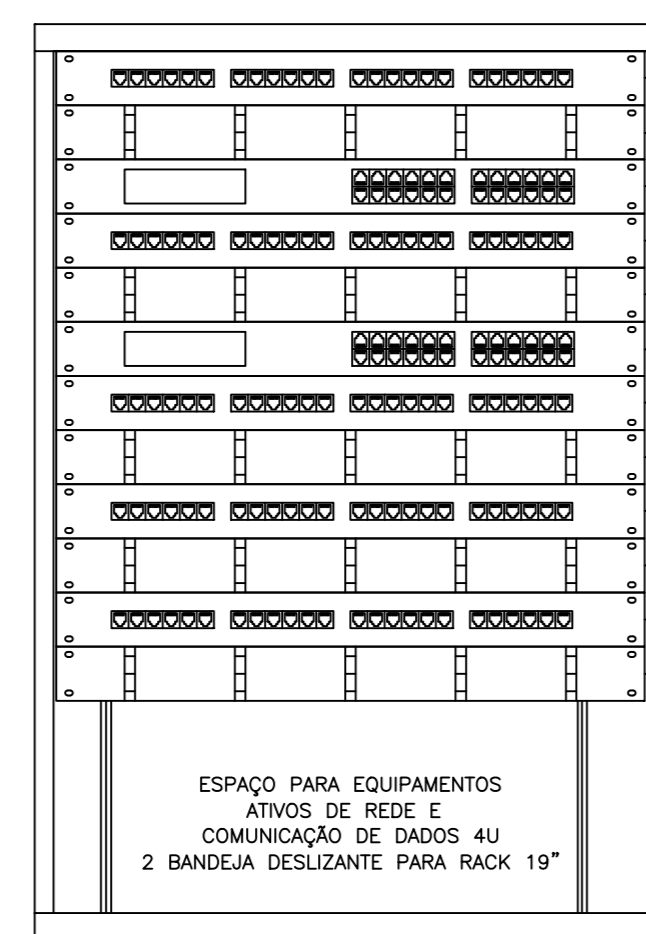 ESPAÇO PARA EQUIPAMENTOS
ATIVOS DE REDE E
COMUNICAÇÃO DE DADOS 4U
2 BANDEJA DESLIZANTE PARA RACK 19"